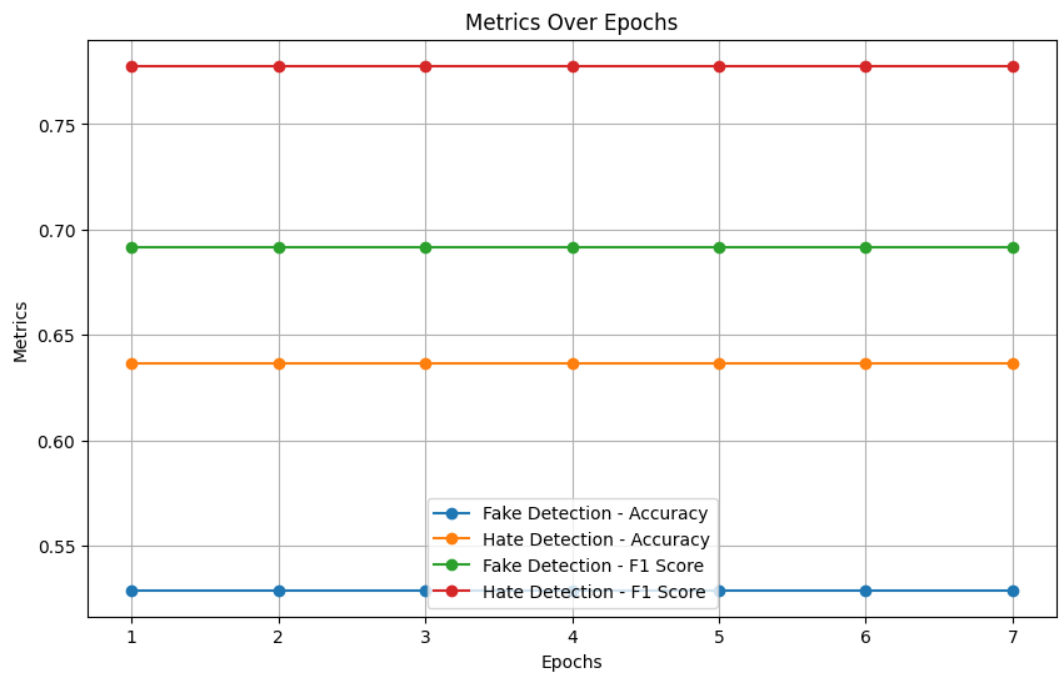 Metrics Over Epochs
Metrics
0.75
0.70
0.65
0.60
0.55
Fake Detection - Accuracy
Hate Detection - Accuracy
Fake Detection - F1 Score
Hate Detection - F1 Score
1 2 3 4 5 6 7
Epochs